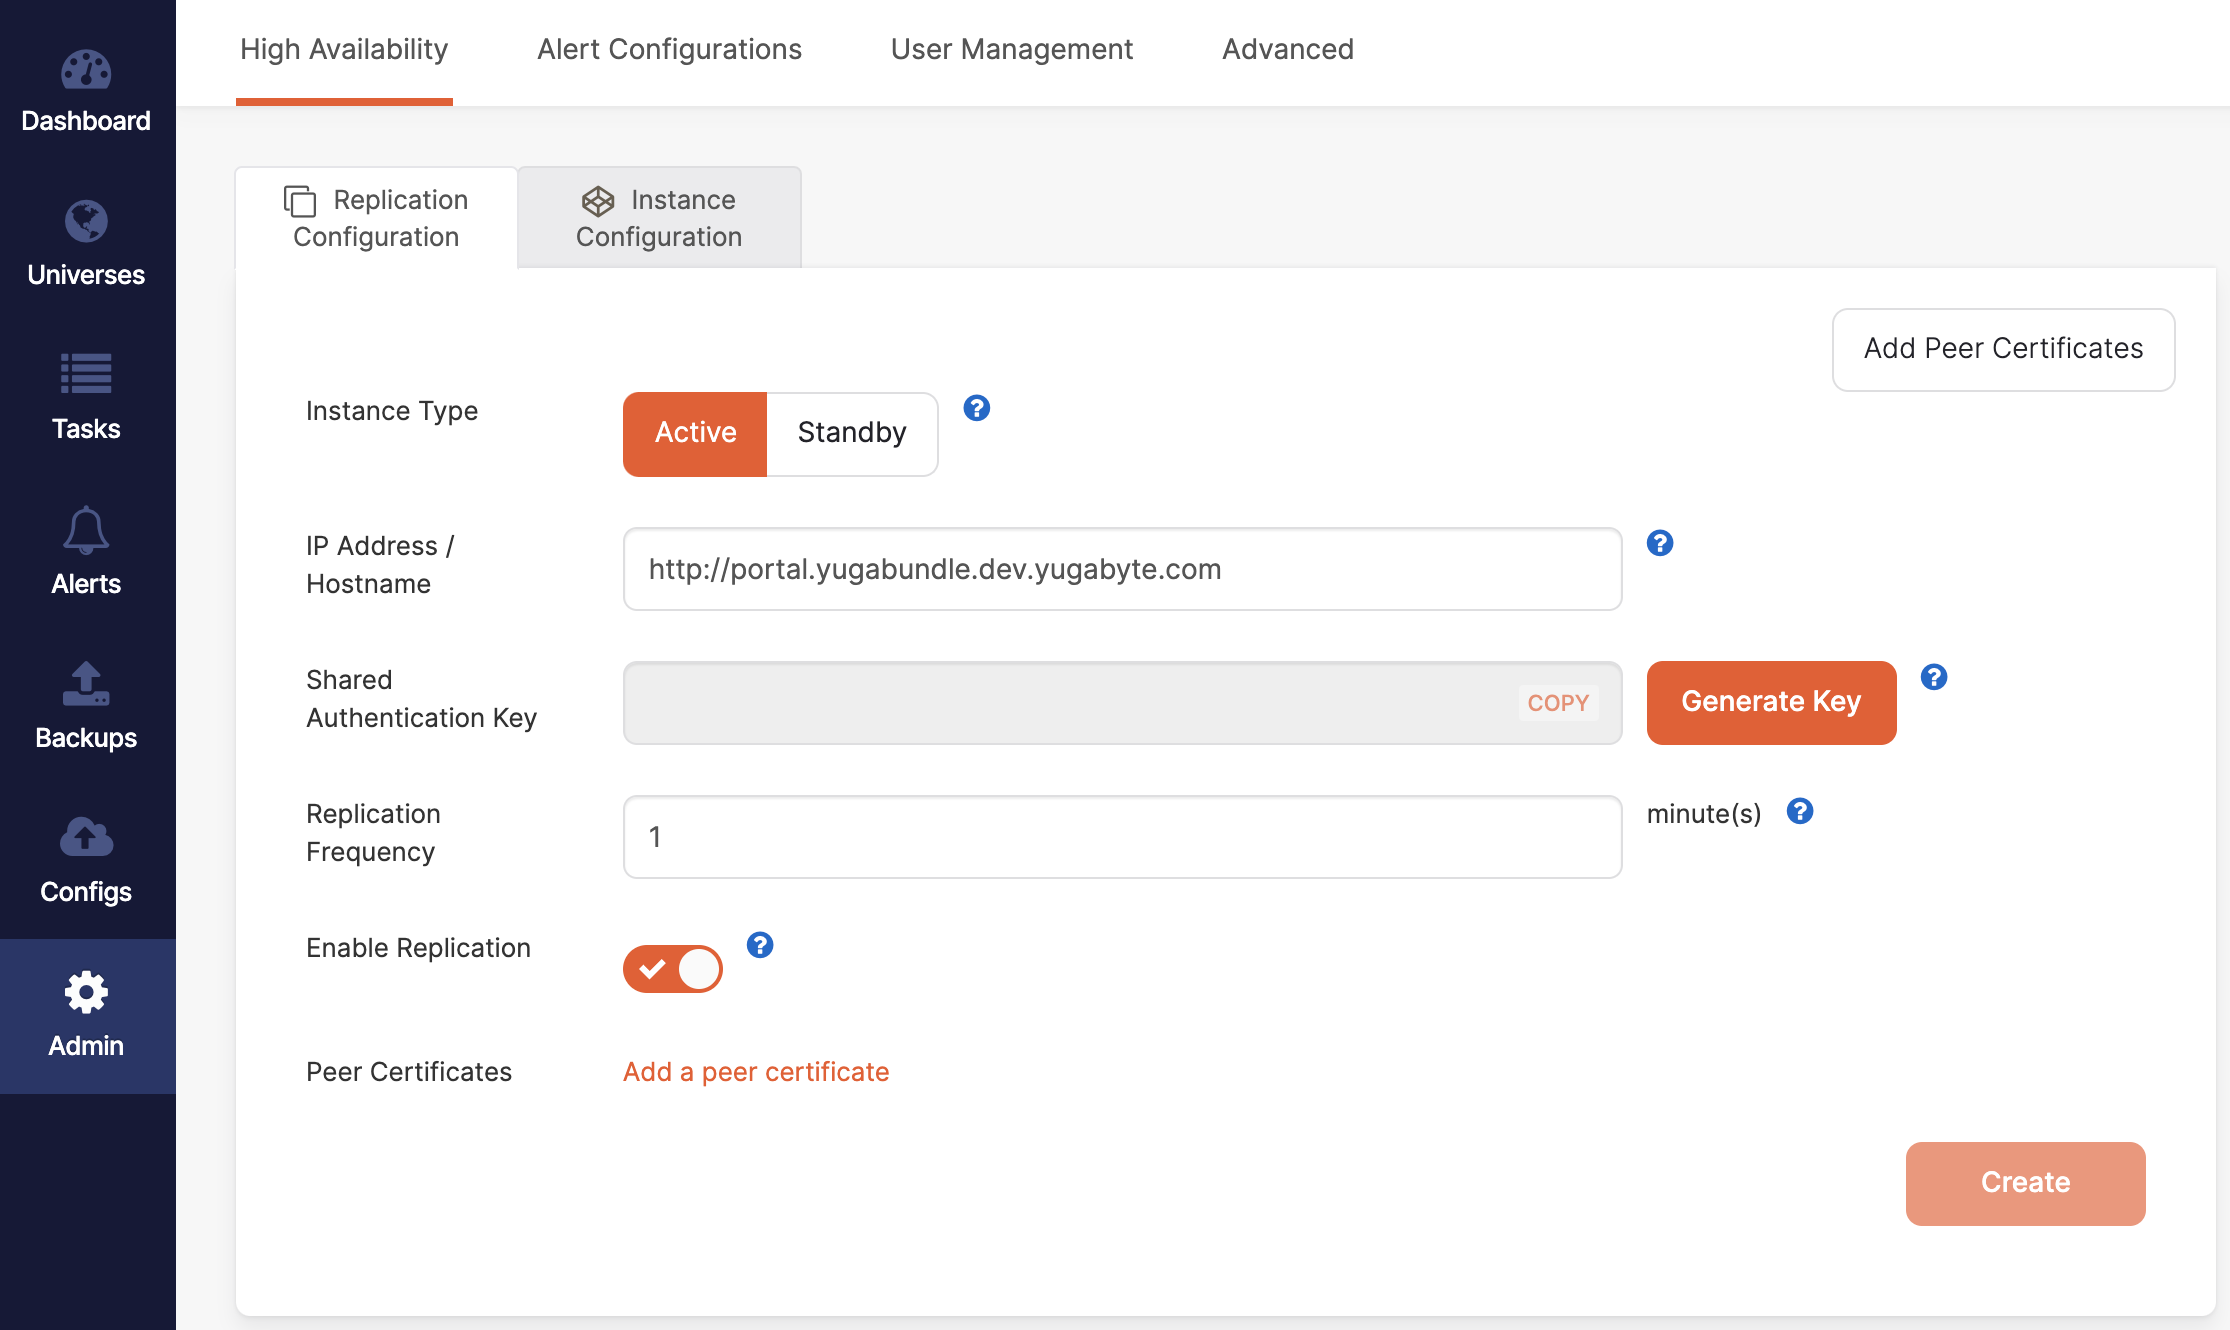 High Availability
Alert Configurations
User Management
Advanced
Dashboard
Universes
Tasks
Alerts
Backups
Configs
Admin
Replication
Configuration
Instance
Configuration
Add Peer Certificates
Instance Type
Active
Standby
?
IP Address /
Hostname
http://portal.yugabundle.dev.yugabyte.com
?
Shared
Authentication Key
COPY
Generate Key
?
Replication
Frequency
1
minute(s)
?
Enable Replication
?
Peer Certificates
Add a peer certificate
Create